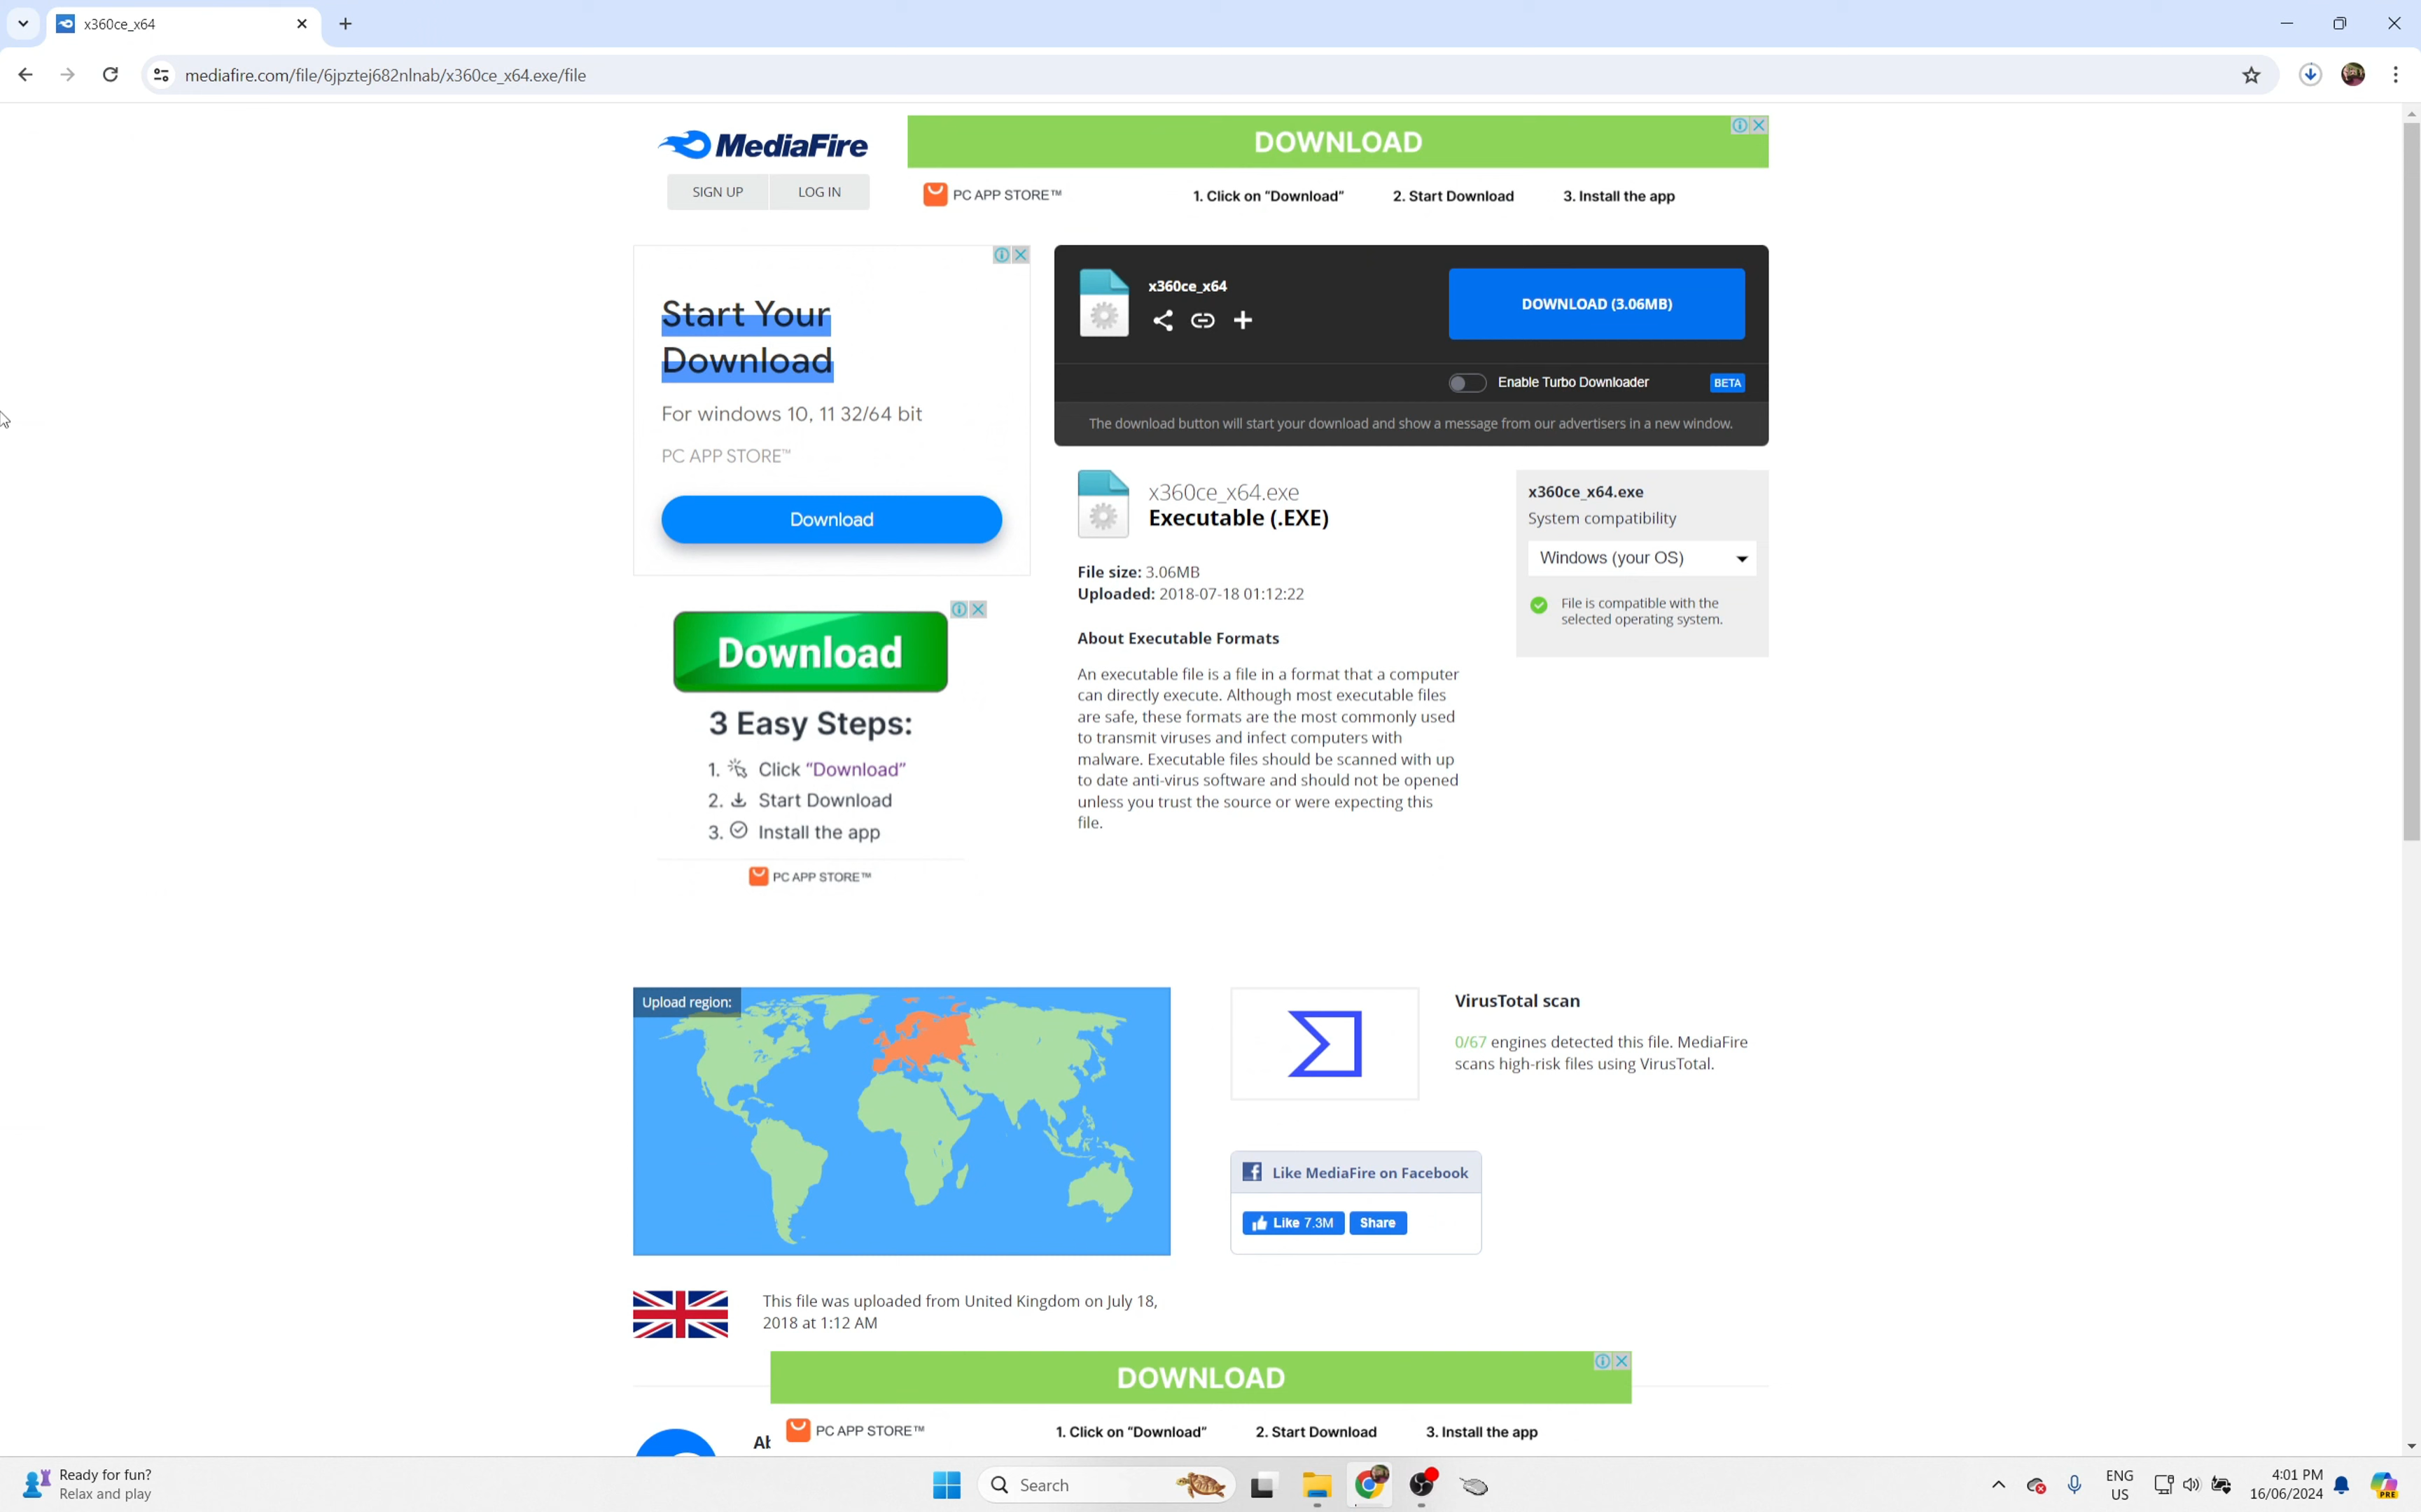 x360ce_x64
mediafire.com/file/6jpztej682nlnab/x360ce_x64.exe/file
MediaFire
SIGN UP
LOG IN
DOWNLOAD
PC APP STORE™
1. Click on "Download"
2. Start Download
3. Install the app
Start Your
Download
For windows 10, 11 32/64 bit
PC APP STORE™
Download
x360ce_x64
DOWNLOAD (3.06MB)
Enable Turbo Downloader
BETA
The download button will start your download and show a message from our advertisers in a new window.
x360ce_x64.exe
Executable (.EXE)
File size: 3.06MB
Uploaded: 2018-07-18 01:12:22
About Executable Formats
An executable file is a file in a format that a computer
can directly execute. Although most executable files
are safe, these formats are the most commonly used
to transmit viruses and infect computers with
malware. Executable files should be scanned with up
to date anti-virus software and should not be opened
unless you trust the source or were expecting this
file.
x360ce_x64.exe
System compatibility
Windows (your OS)
File is compatible with the
selected operating system.
Download
3 Easy Steps:
1. Click "Download"
2. Start Download
3. Install the app
PC APP STORE™
Upload region:
VirusTotal scan
0/67 engines detected this file. MediaFire
scans high-risk files using VirusTotal.
Like MediaFire on Facebook
Like 7.3M
Share
This file was uploaded from United Kingdom on July 18,
2018 at 1:12 AM
DOWNLOAD
PC APP STORE™
1. Click on "Download"
2. Start Download
3. Install the app
Ready for fun?
Relax and play
Search
ENG
US
4:01 PM
16/06/2024
PRE